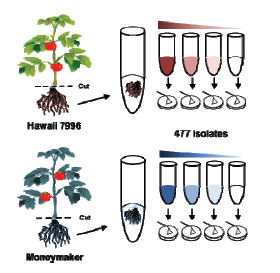 Cut
Hawaii 7996
477 isolates
Cut
Moneymaker